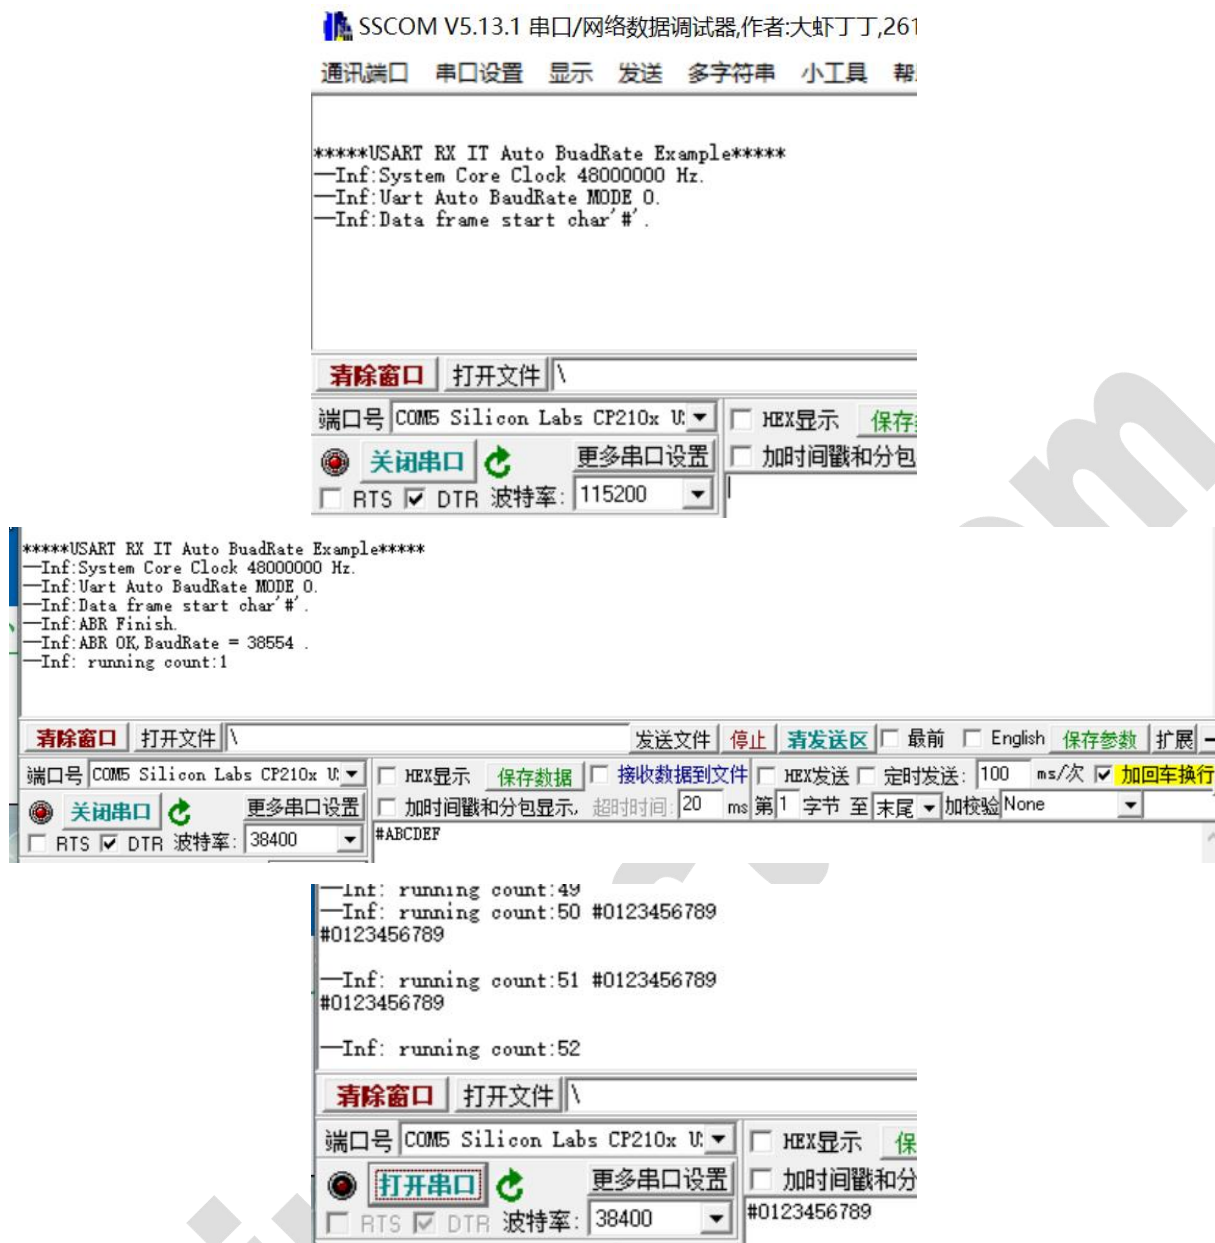 SSCOM V5.13.1 串口/网络数据调试器,作者:大虾丁丁,261
通讯端口 串口设置 显示 发送 多字符串 小工具 帮
*****USART RX IT Auto BuadRate Example*****
—Inf:System Core Clock 48000000 Hz.
—Inf:Uart Auto BaudRate MODE 0.
—Inf:Data frame start char'#'.
清除窗口 打开文件 \
端口号 COM5 Silicon Labs CP210x U HEX显示 保存
关闭串口 更多串口设置 加时间戳和分包
RTS DTR 波特率: 115200
*****USART RX IT Auto BuadRate Example*****
—Inf:System Core Clock 48000000 Hz.
—Inf:Uart Auto BaudRate MODE 0.
—Inf:Data frame start char'#'.
—Inf:ABR Finish.
—Inf:ABR OK,BaudRate = 38554 .
—Inf: running count:1
清除窗口 打开文件 \ 发送文件 停止 清发送区 最前 English 保存参数 扩展 —
端口号 COM5 Silicon Labs CP210x U HEX显示 保存数据 接收数据到文件 HEX发送 定时发送: 100 ms/次 加回车换行
关闭串口 更多串口设置 加时间戳和分包显示, 超时时间: 20 ms 第 1 字节 至 末尾 加校验 None
RTS DTR 波特率: 38400 #ABCDEF
—Inf: running count:49
—Inf: running count:50 #0123456789
#0123456789
—Inf: running count:51 #0123456789
#0123456789
—Inf: running count:52
清除窗口 打开文件 \
端口号 COM5 Silicon Labs CP210x U HEX显示 保
打开串口 更多串口设置 加时间戳和分
RTS DTR 波特率: 38400 #0123456789